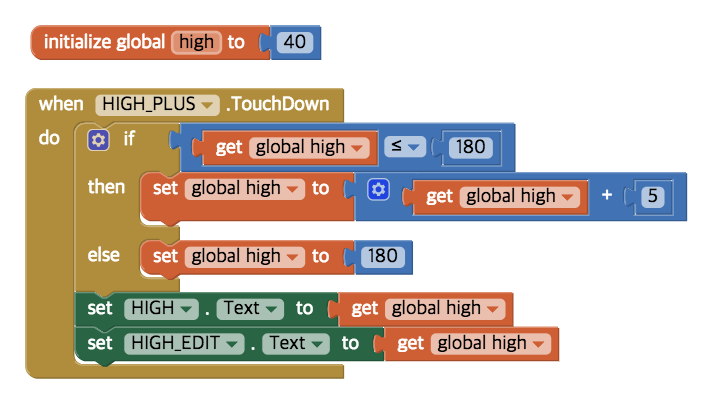 initialize global high to 40
when HIGH_PLUS .TouchDown
do if get global high ≤ 180
then set global high to get global high + 5
else set global high to 180
set HIGH . Text to get global high
set HIGH_EDIT . Text to get global high